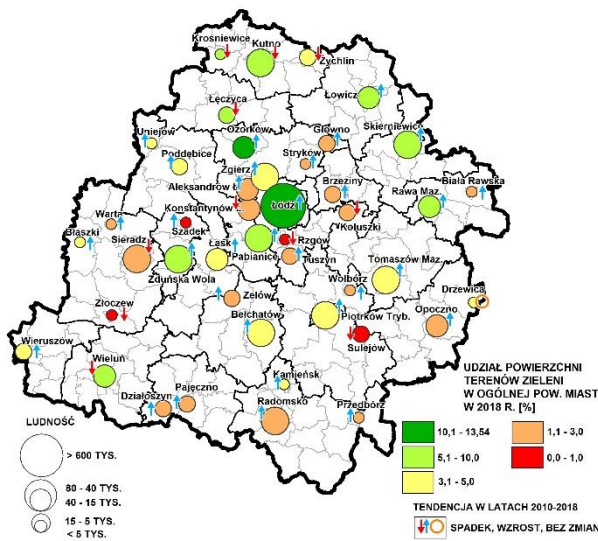 Krośniewice
Kutno
Żychlin
Łęczyca
Łowicz
Ozorków
Skierniewice
Uniejów
Głowno
Poddębice
Stryków
Zgierz
Aleksandrów Ł.
Brzeziny
Rawa Maz.
Biała Rawska
Konstantynów
Łódź
Warta
Szadek
Koluszki
Błaszki
Sieradz
Łask
Pabianice
Rzgów
Tuszyn
Tomaszów Maz.
Zduńska Wola
Wolbórz
Drzewica
Złoczew
Zelów
Bełchatów
Piotrków Tryb.
Opoczno
Sulejów
Wieruszów
Wieluń
Kamieńsk
Działoszyn
Pajęczno
Radomsko
Przedbórz
UDZIAŁ POWIERZCHNI
TERENÓW ZIELENI
W OGÓLNEJ POW. MIAST
W 2018 R. [%]
10,1 - 13,54
1,1 - 3,0
5,1 - 10,0
0,0 - 1,0
3,1 - 5,0
TENDENCJA W LATACH 2010-2018
SPADEK, WZROST, BEZ ZMIAN
LUDNOŚĆ
> 600 TYS.
80 - 40 TYS.
40 - 15 TYS.
15 - 5 TYS.
< 5 TYS.